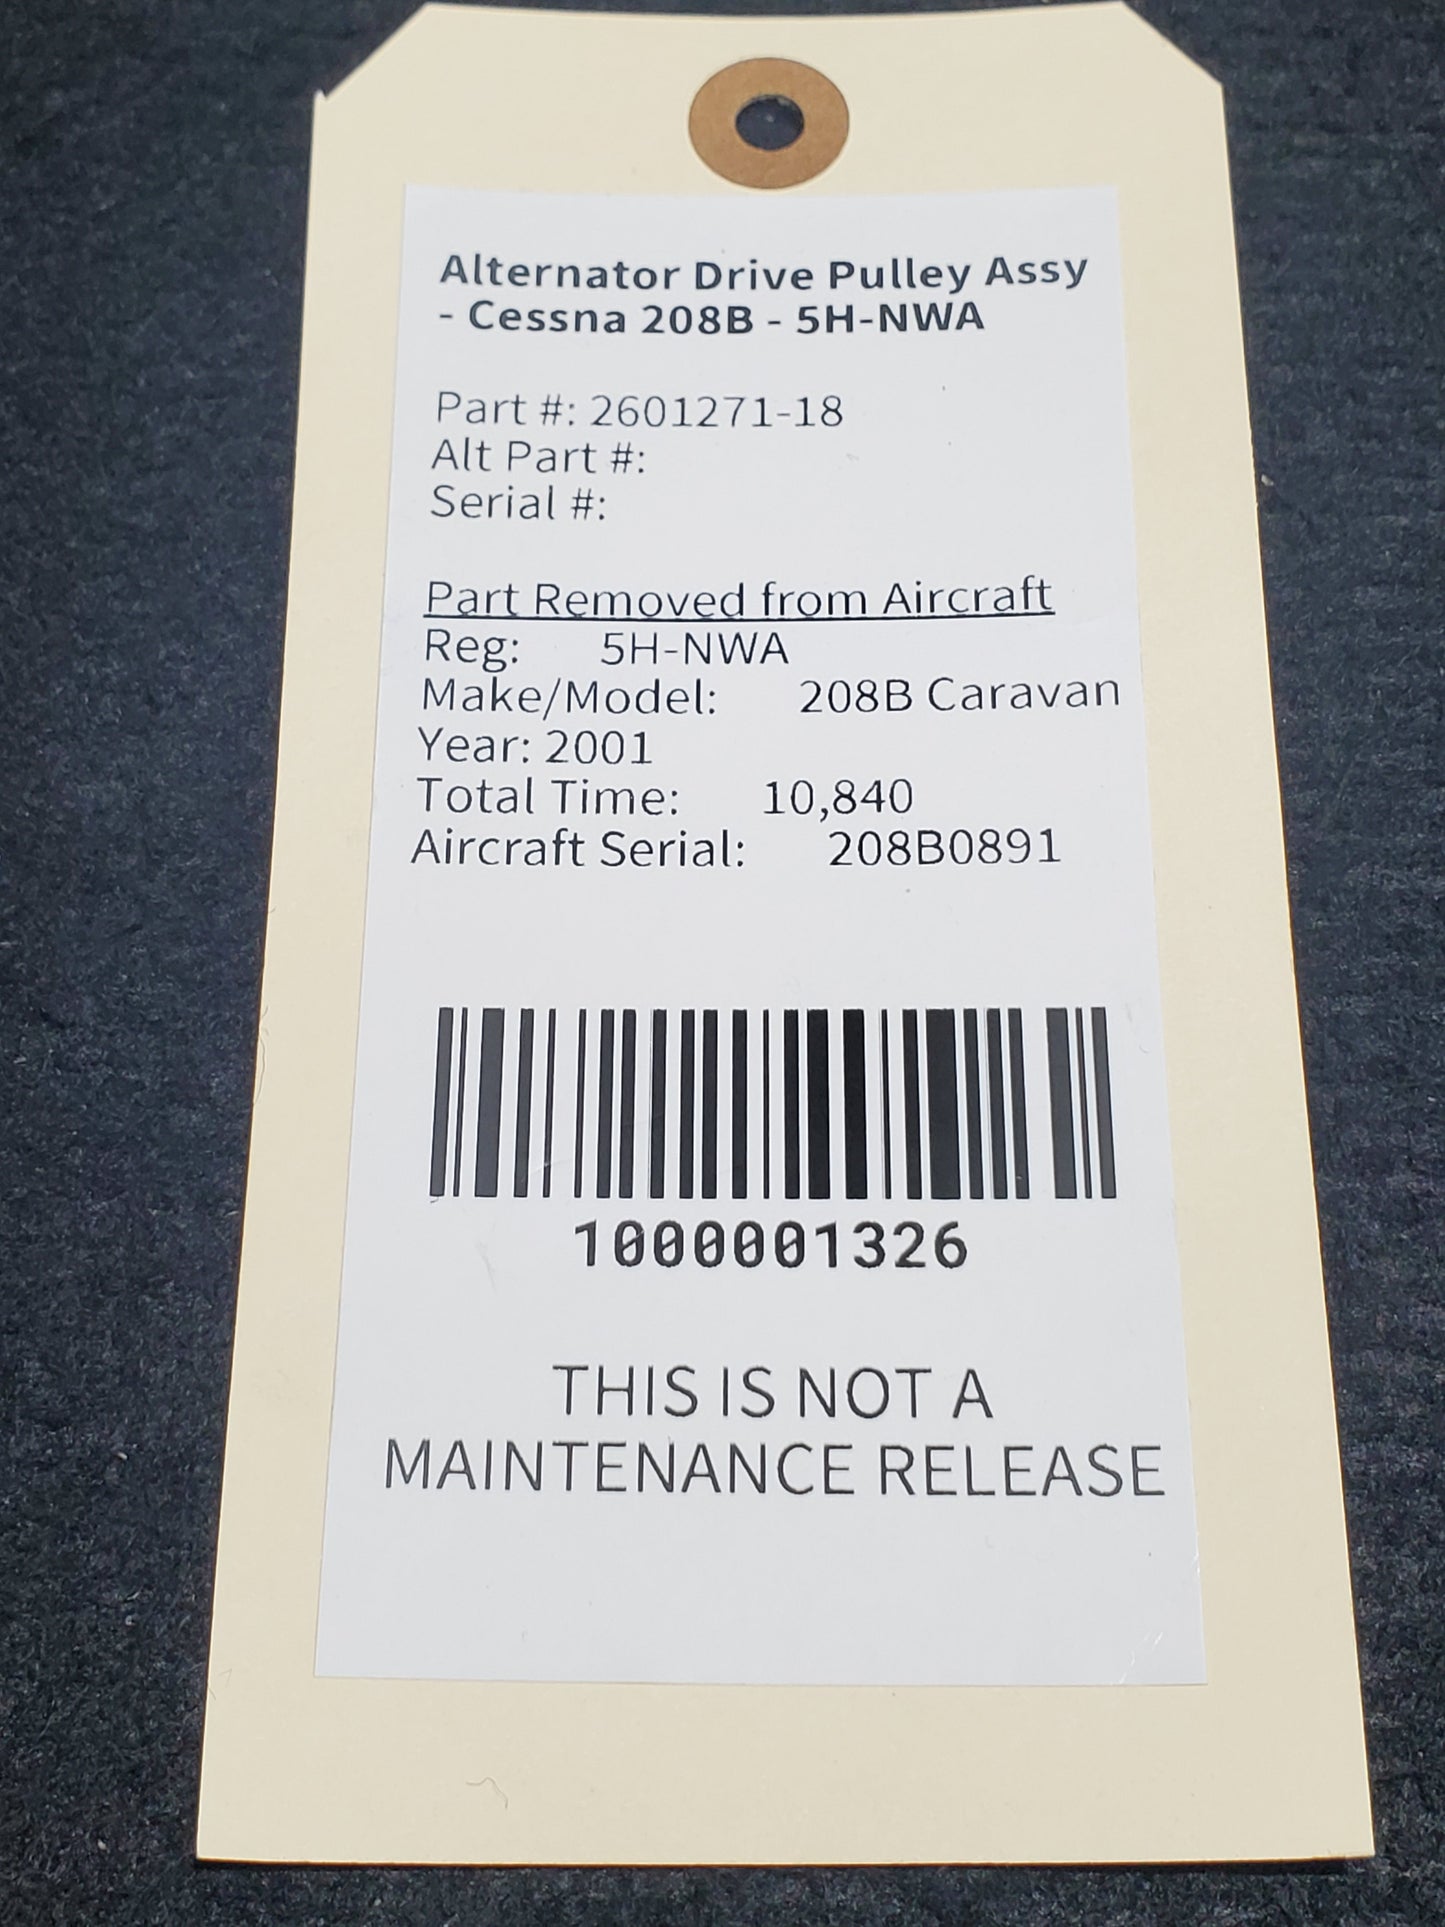 Alternator Drive Pulley Assy
- Cessna 208B - 5H-NWA
Part #: 2601271-18
Alt Part #:
Serial #:
Part Removed from Aircraft
Reg: 5H-NWA
Make/Model: 208B Caravan
Year: 2001
Total Time: 10,840
Aircraft Serial: 208B0891
1000001326
THIS IS NOT A
MAINTENANCE RELEASE